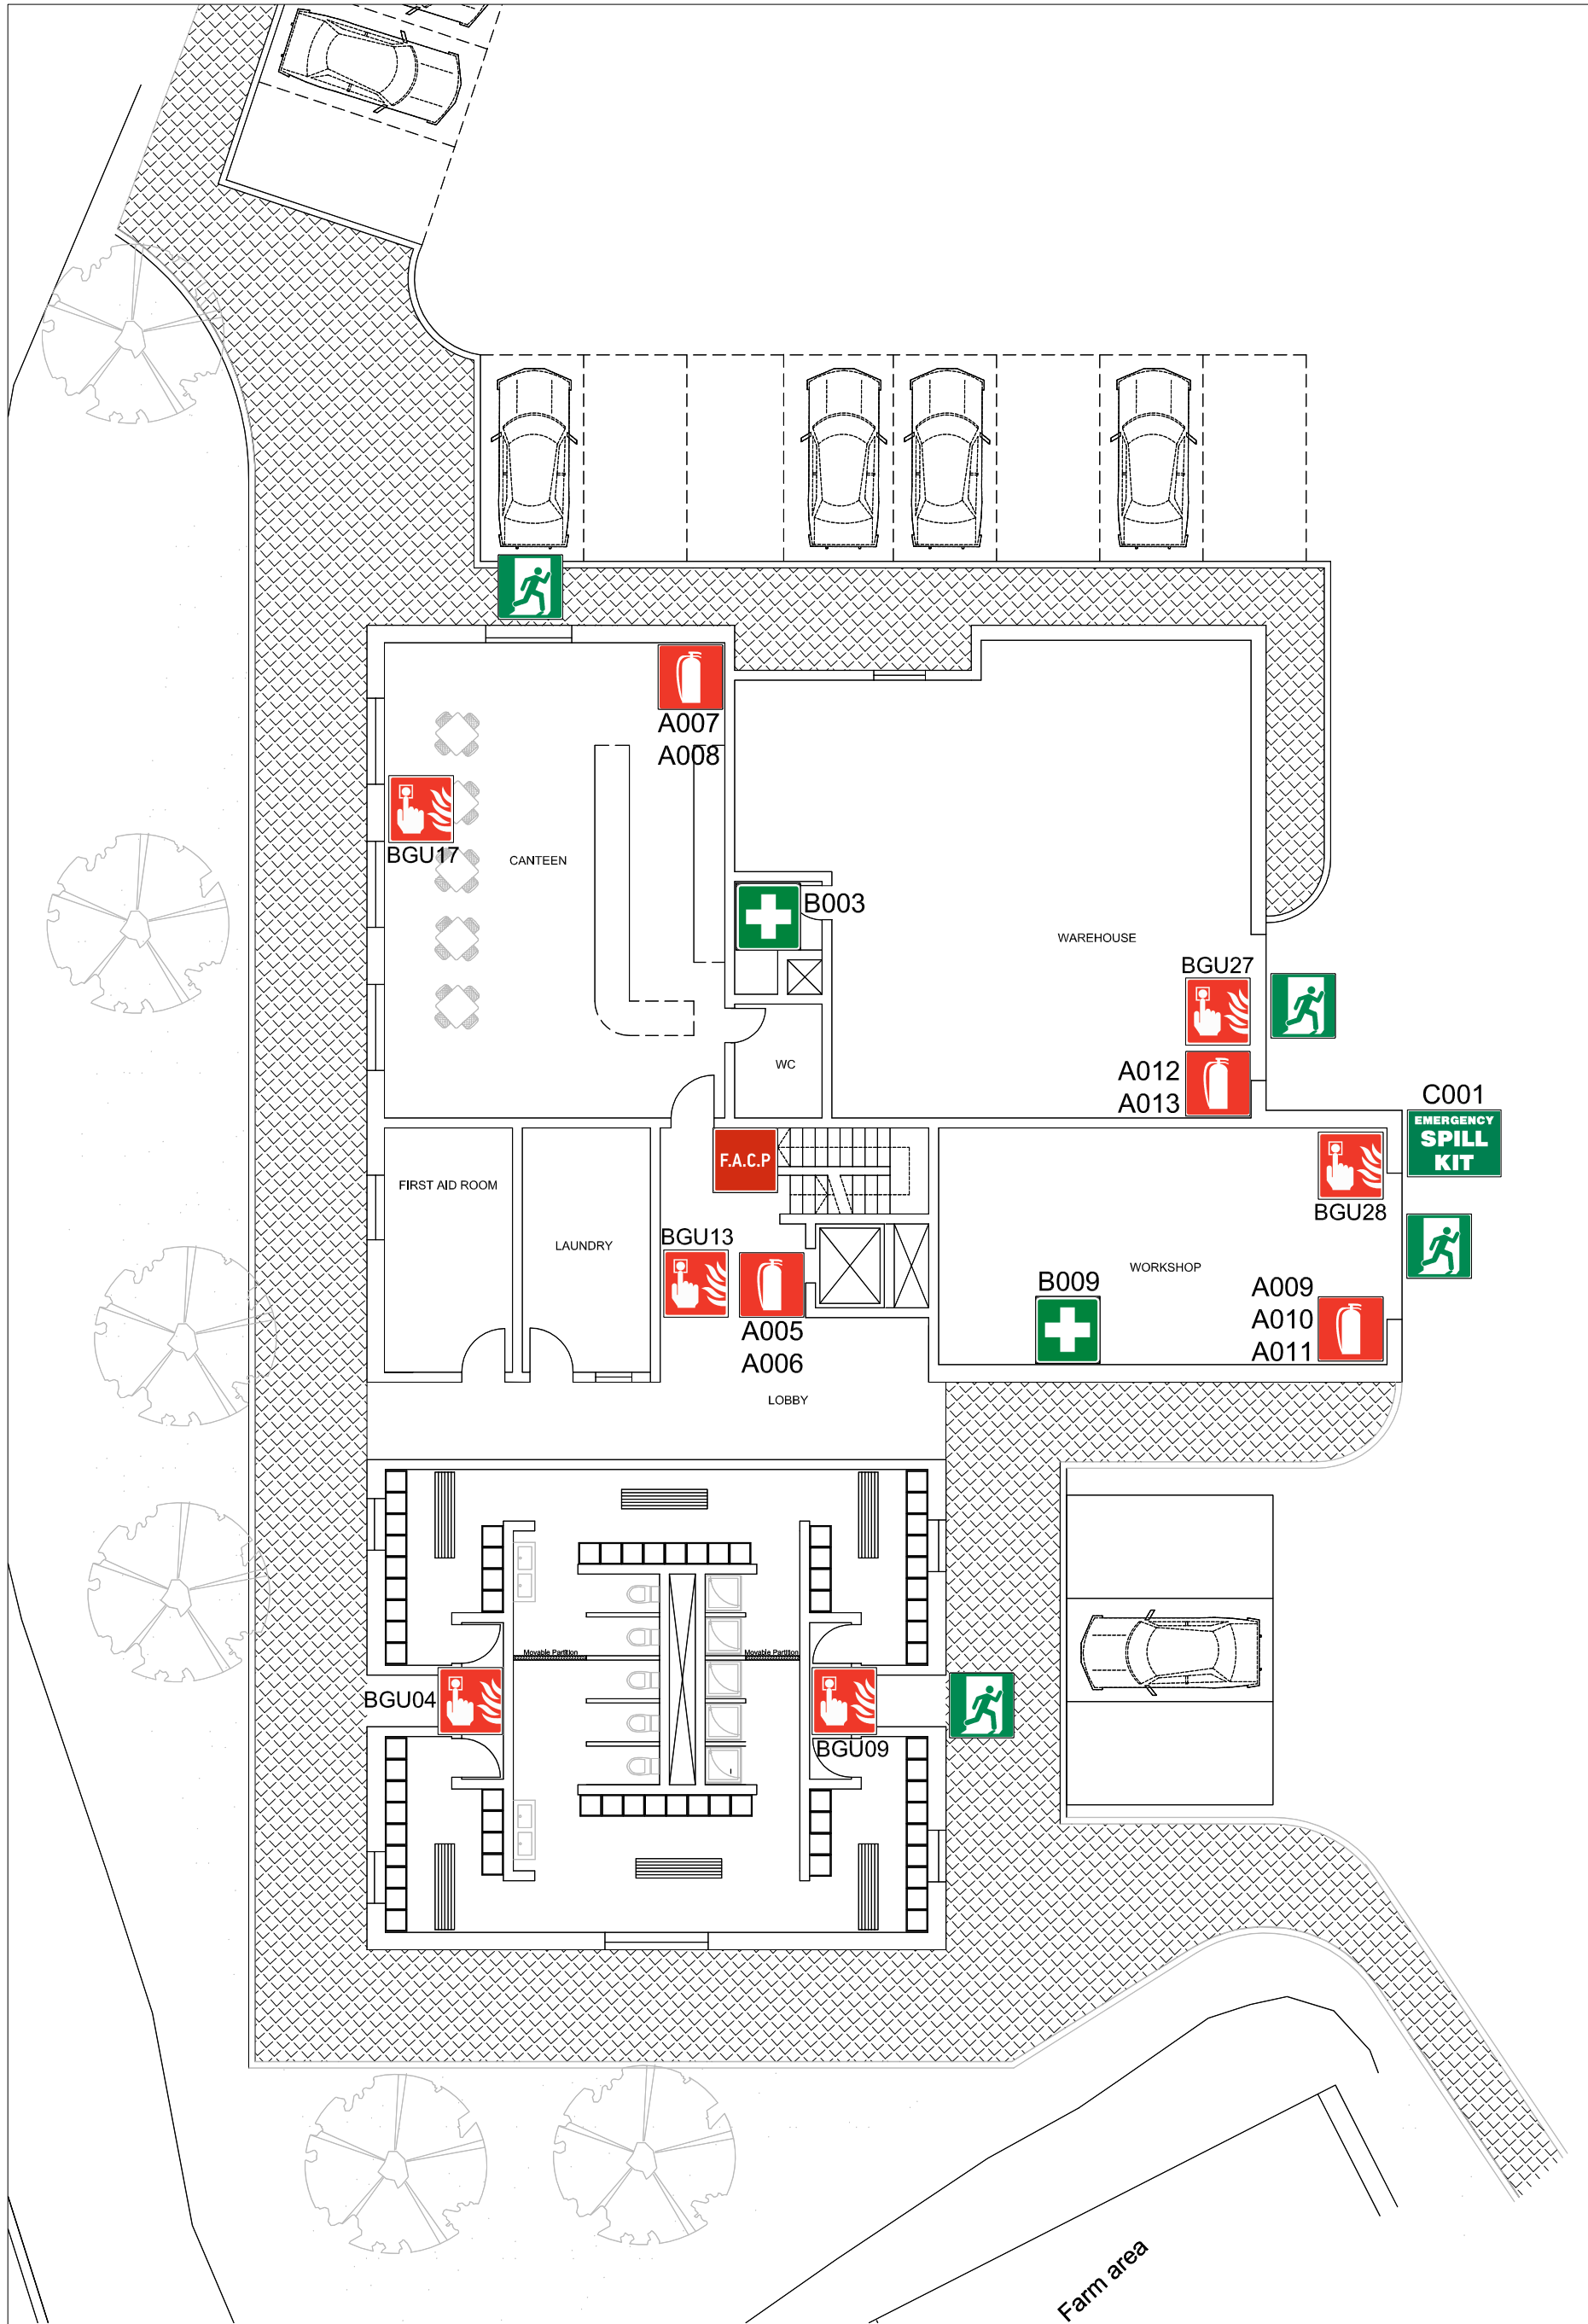 A007
A008
BGU17
CANTEEN
B003
WAREHOUSE
BGU27
WC
A012
A013
C001
EMERGENCY
SPILL
KIT
F.A.C.P
FIRST AID ROOM
BGU28
BGU13
LAUNDRY
WORKSHOP
B009
A009
A010
A011
A005
A006
LOBBY
Movable Partition
Movable Partition
BGU04
BGU09
Farm area